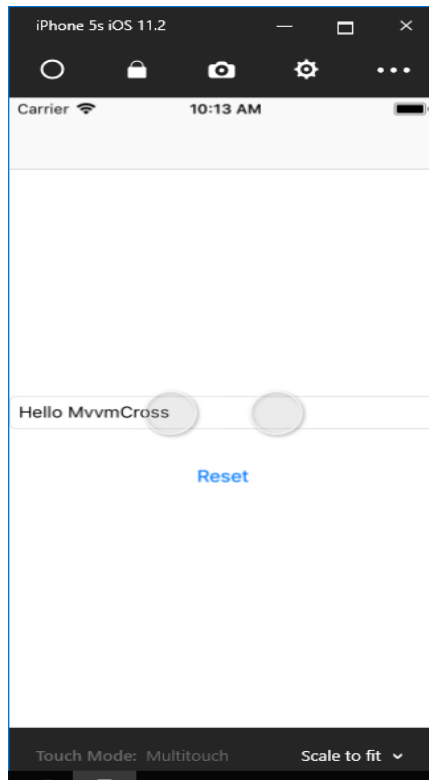 iPhone 5s iOS 11.2
Carrier 10:13 AM
Hello MvvmCross
Reset
Touch Mode: Multitouch Scale to fit